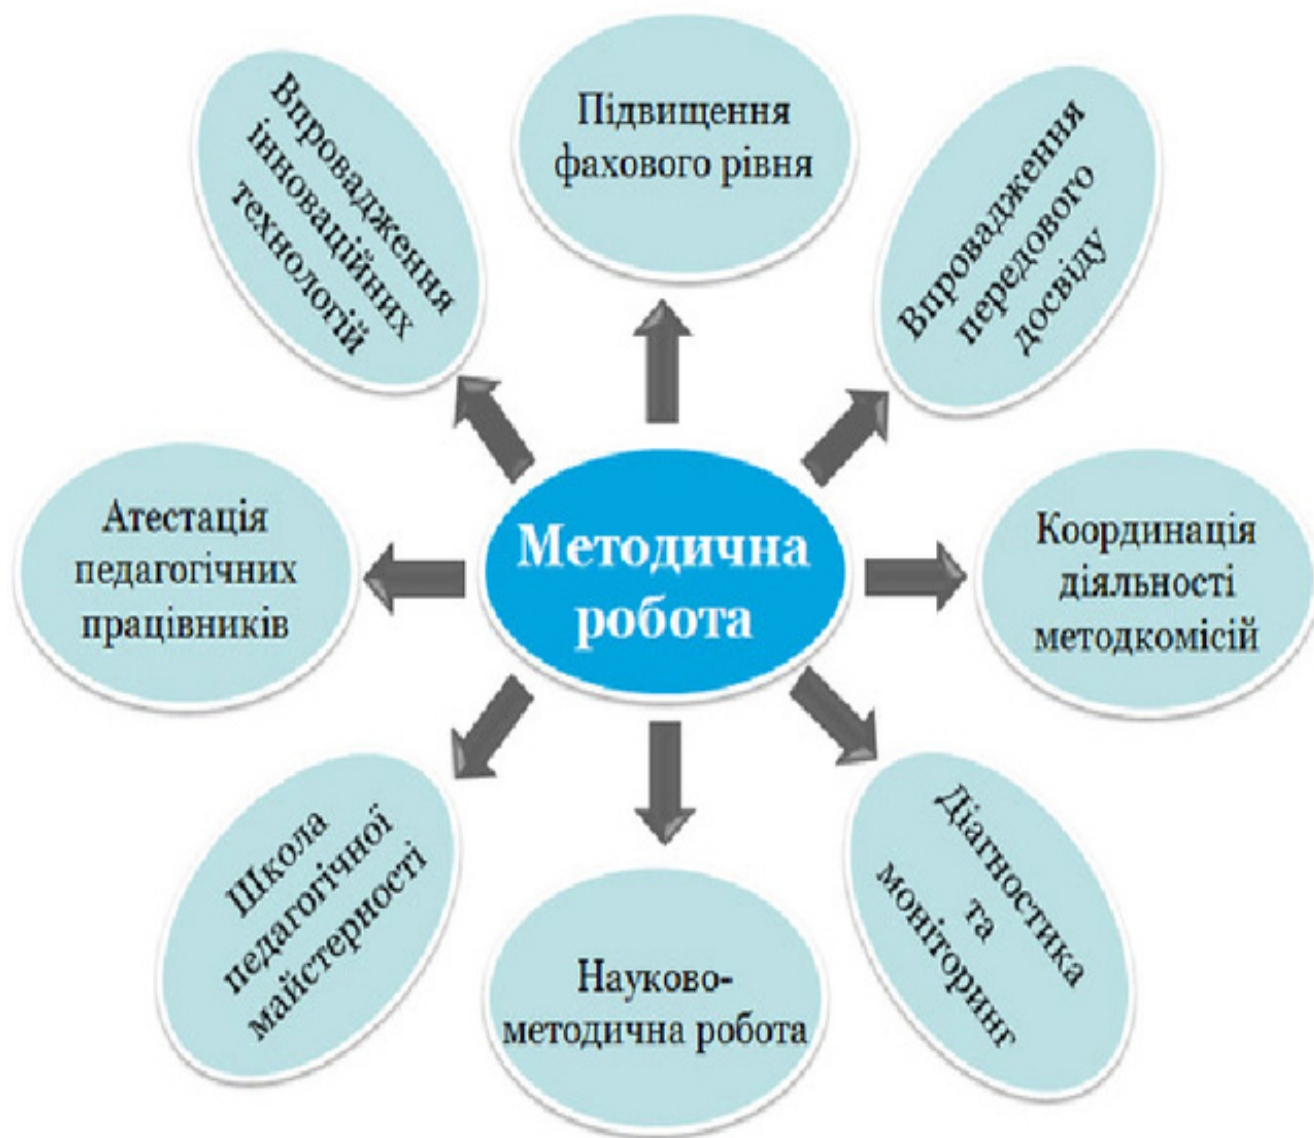 Впровадження
інноваційних
технологій
Підвищення
фахового рівня
Впровадження
передового
досвіду
Атестація
педагогічних
працівників
Методична
робота
Координація
діяльності
методкомісій
Школа
педагогічної
майстерності
Науково-
методична робота
Діагностика
та
моніторинг